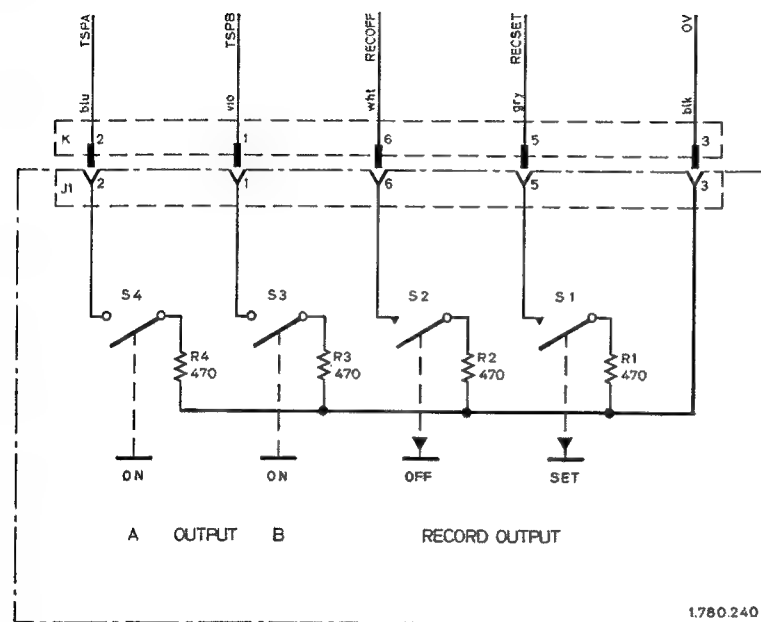 TSPA TSPB RECOFF RECSET 0V
blu vio wht gry blk
K 2 1 6 5 3
J1 2 1 6 5 3
S4 S3 S2 S1
R4 R3 R2 R1
470 470 470 470
ON ON OFF SET
A OUTPUT B RECORD OUTPUT
1.780.240